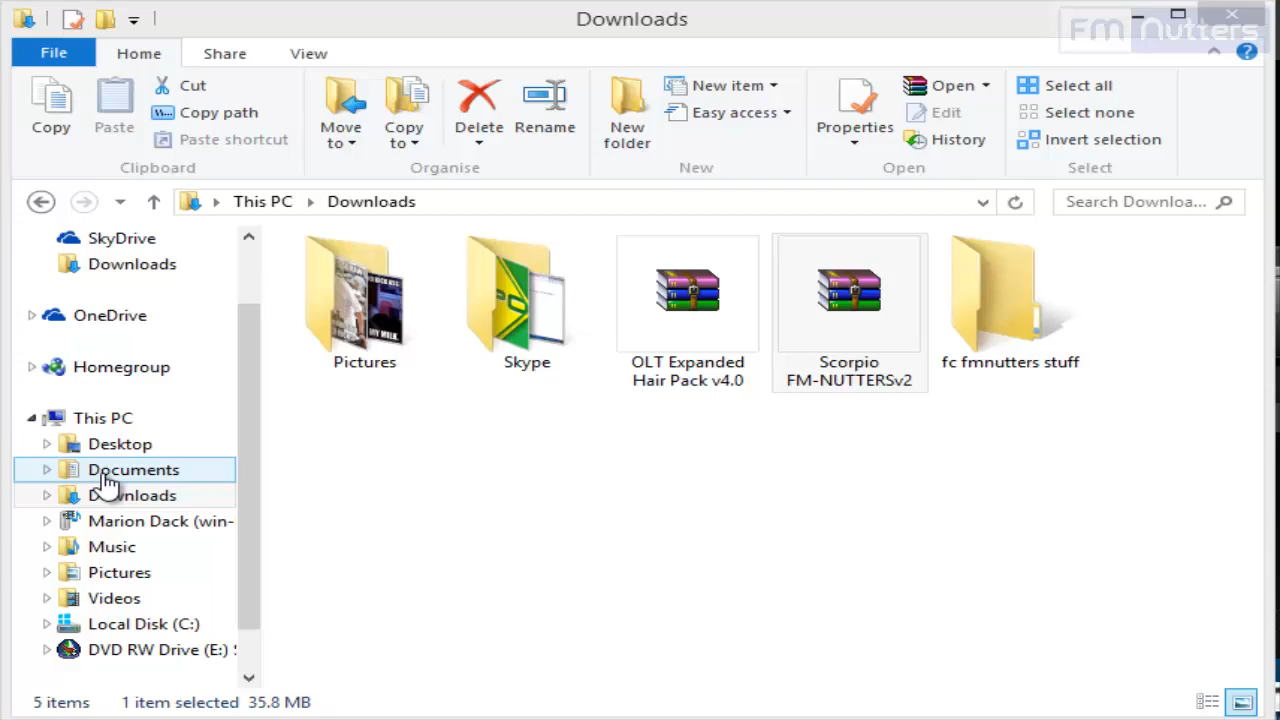 Downloads
Fm Nutters
File Home Share View
Copy
Paste
Cut
Copy path
Paste shortcut
Clipboard
Move to
Copy to
Delete
Rename
Organise
New folder
New item
Easy access
New
Properties
Open
Edit
History
Open
Select all
Select none
Invert selection
Select
This PC Downloads
Search Downloa...
SkyDrive
Downloads
OneDrive
Homegroup
This PC
Desktop
Documents
Downloads
Marion Dack (win-
Music
Pictures
Videos
Local Disk (C:)
DVD RW Drive (E:)
Pictures
Skype
OLT Expanded
Hair Pack v4.0
Scorpio
FM-NUTTERSv2
fc fmnutters stuff
5 items 1 item selected 35.8 MB